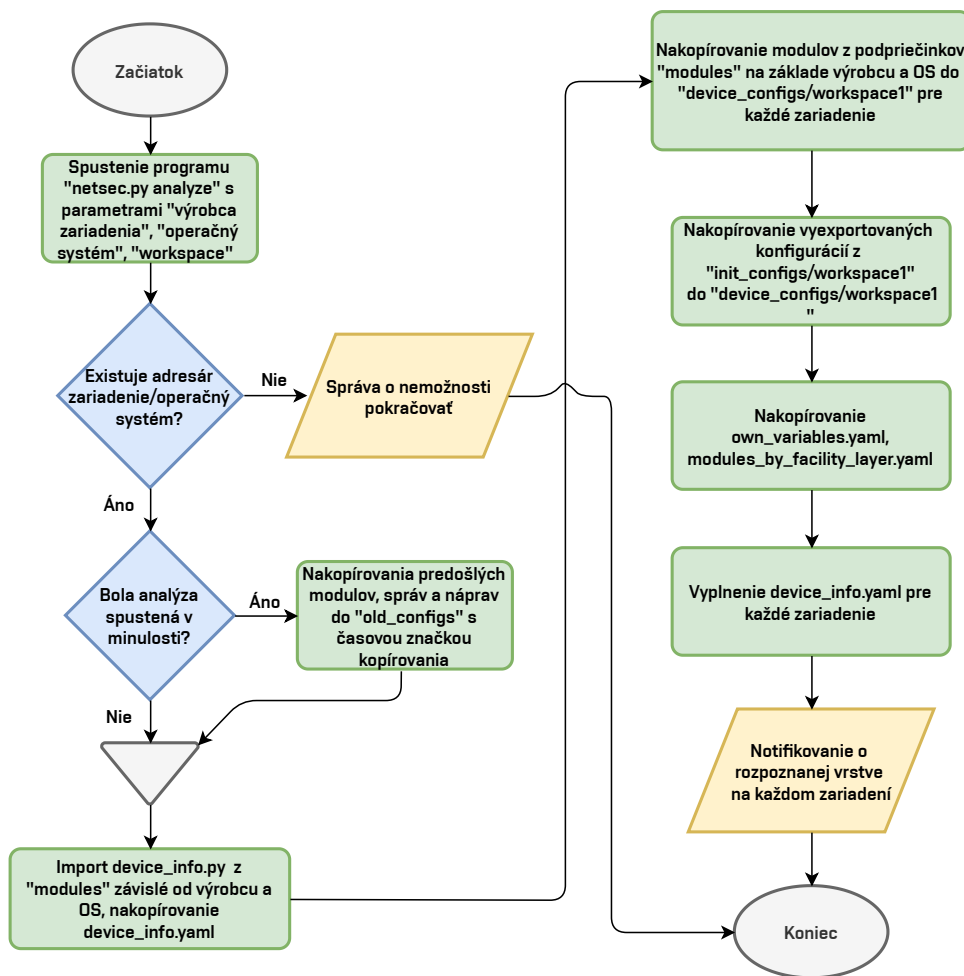 Začiatok
Spustenie programu
"netsec.py analyze" s
parametrami "výrobca
zariadenia", "operačný
systém", "workspace"
Existuje adresár
zariadenie/operačný
systém?
Nie
Správa o nemožnosti
pokračovať
Áno
Bola analýza
spustená v
minulosti?
Áno
Nakopírovania predošlých
modulov, správ a náprav
do "old_configs" s
časovou značkou
kopírovania
Nie
Import device_info.py z
"modules" závislé od výrobcu a
OS, nakopírovanie
device_info.yaml
Nakopírovanie modulov z podpriečinkov
"modules" na základe výrobcu a OS do
"device_configs/workspace1" pre
každé zariadenie
Nakopírovanie vyexportovaných
konfigurácií z
"init_configs/workspace1"
do "device_configs/workspace1
"
Nakopírovanie
own_variables.yaml,
modules_by_facility_layer.yaml
Vyplnenie device_info.yaml pre
každé zariadenie
Notifikovanie o
rozpoznanej vrstve
na každom zariadení
Koniec